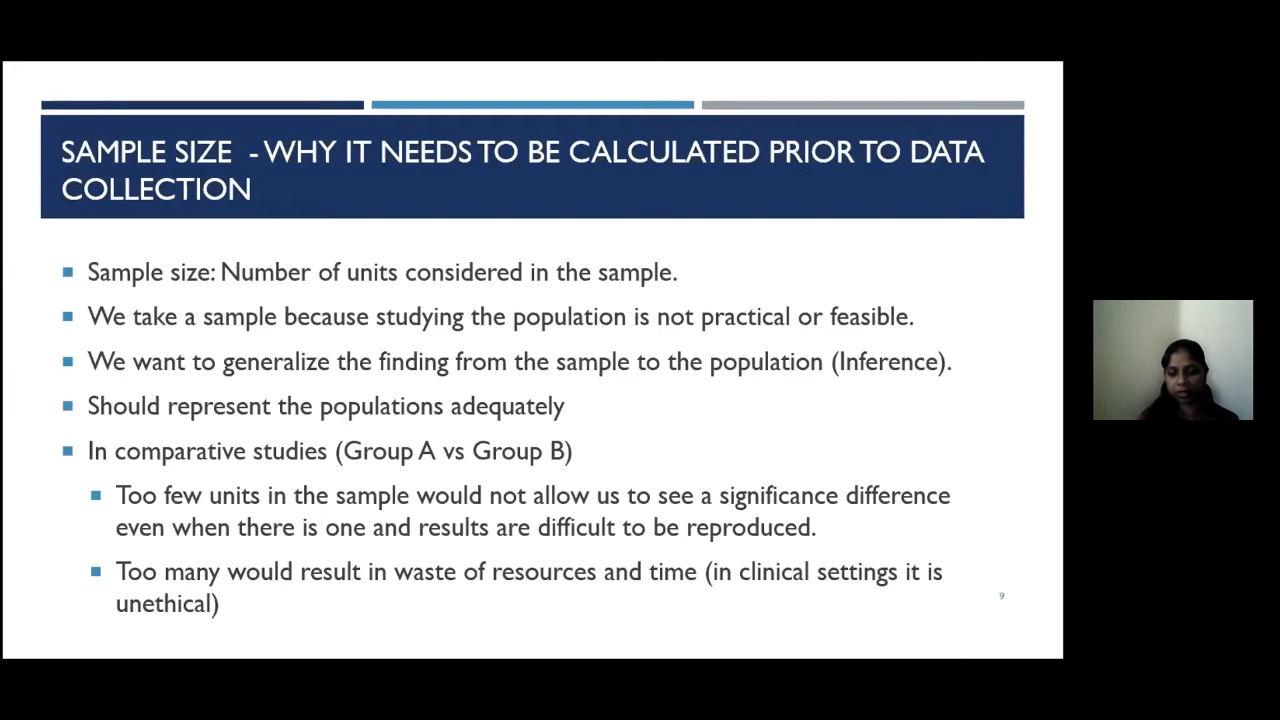 SAMPLE SIZE - WHY IT NEEDS TO BE CALCULATED PRIOR TO DATA
COLLECTION
Sample size: Number of units considered in the sample.
We take a sample because studying the population is not practical or feasible.
We want to generalize the finding from the sample to the population (Inference).
Should represent the populations adequately
In comparative studies (Group A vs Group B)
Too few units in the sample would not allow us to see a significance difference
even when there is one and results are difficult to be reproduced.
Too many would result in waste of resources and time (in clinical settings it is
unethical)
9